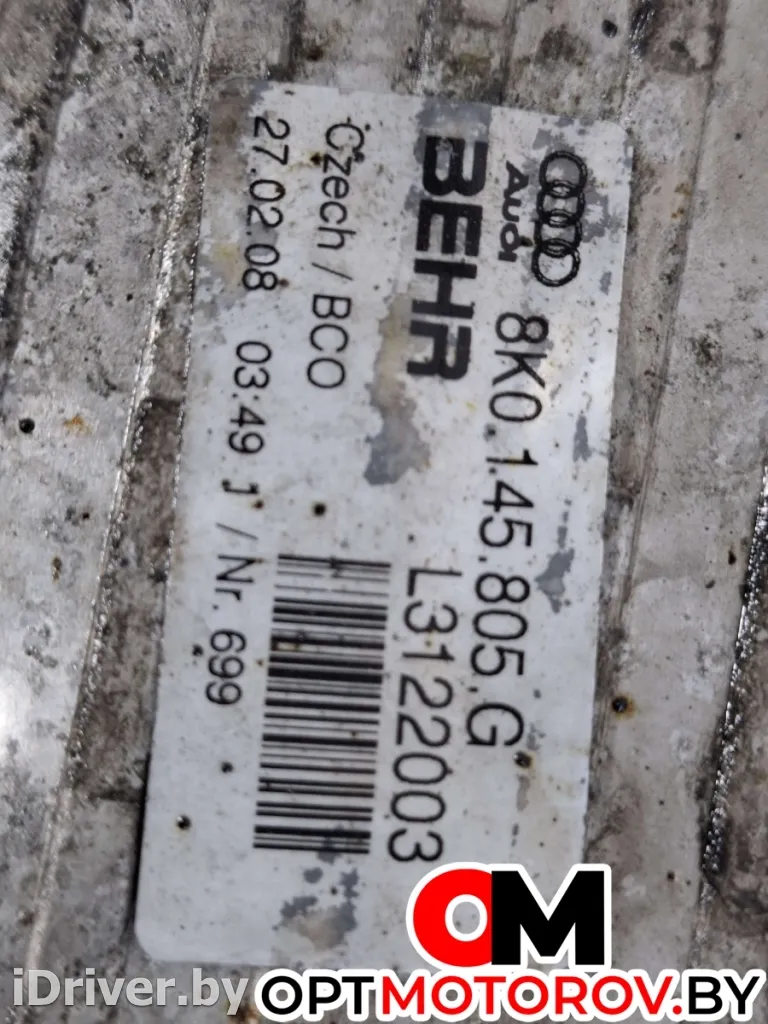 Audi 8K0.145.805.G
BEHR L3122003
Czech / BCO
27.02.08 03:49 J / Nr. 699
OM
iDriver.by OPTMOTOROV.BY